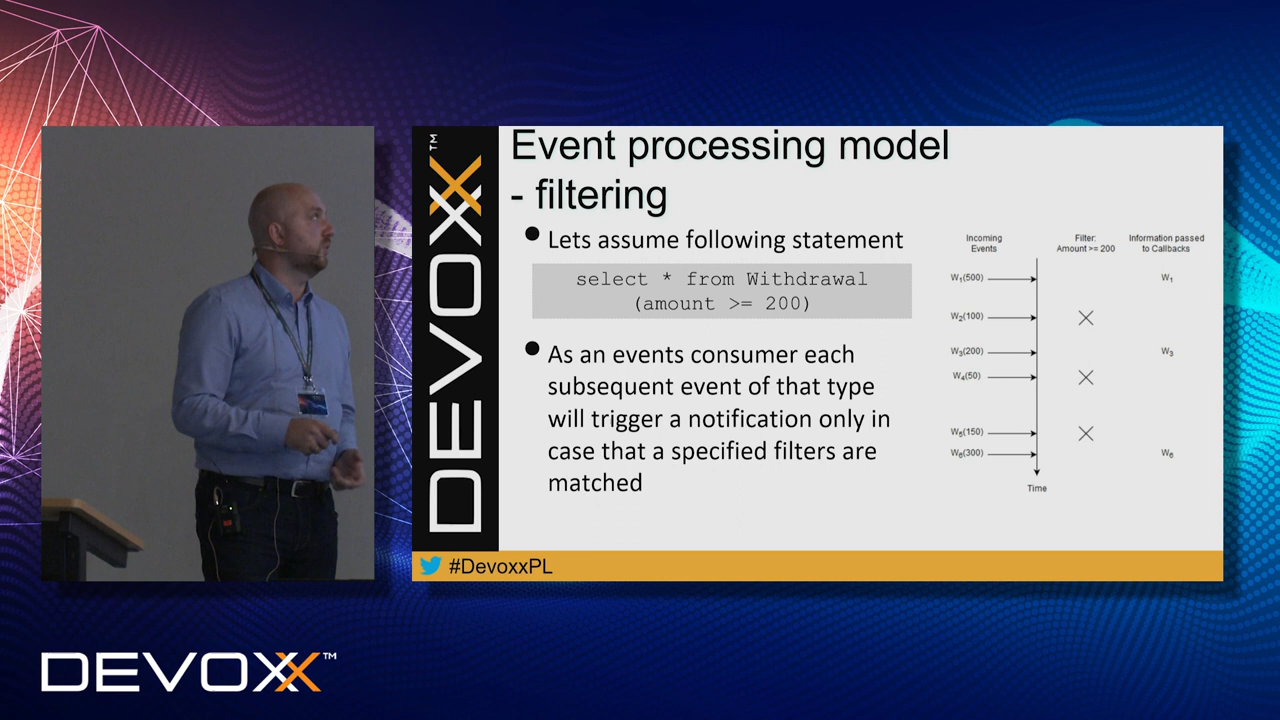 DEVOXX™
Event processing model
- filtering
Lets assume following statement
select * from Withdrawal
(amount >= 200)
As an events consumer each
subsequent event of that type
will trigger a notification only in
case that a specified filters are
matched
Incoming
Events
Filter:
Amount >= 200
Information passed
to Callbacks
W1(500)
W1
W2(100)
W3(200)
W3
W4(50)
W5(150)
W6(300)
W6
Time
#DevoxxPL
DEVOXX™